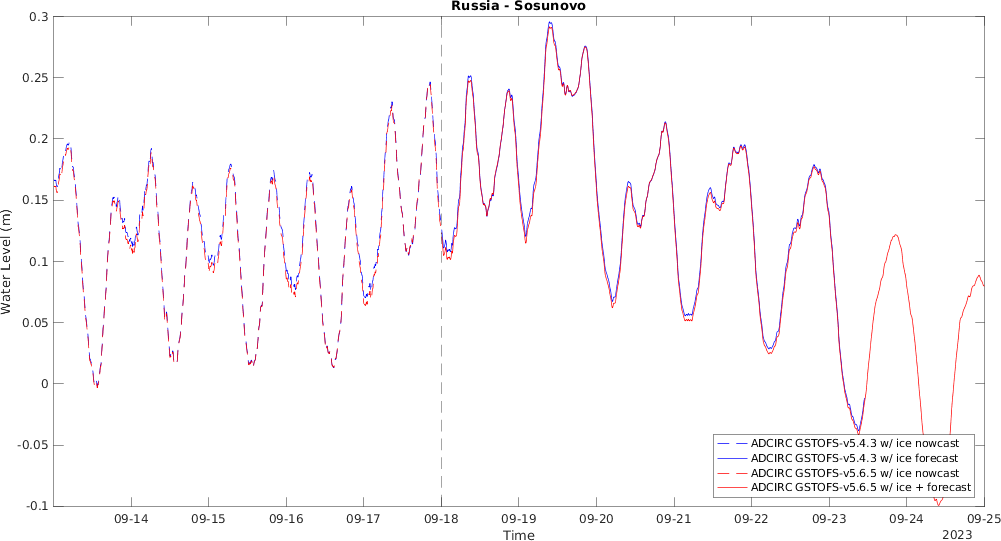 Russia - Sosunovo
0.3
0.25
0.2
0.15
0.1
0.05
0
-0.05
-0.1
Water Level (m)
ADCIRC GSTOFS-v5.4.3 w/ ice nowcast
ADCIRC GSTOFS-v5.4.3 w/ ice forecast
ADCIRC GSTOFS-v5.6.5 w/ ice nowcast
ADCIRC GSTOFS-v5.6.5 w/ ice + forecast
09-14 09-15 09-16 09-17 09-18 09-19 09-20 09-21 09-22 09-23 09-24 09-25
Time
2023